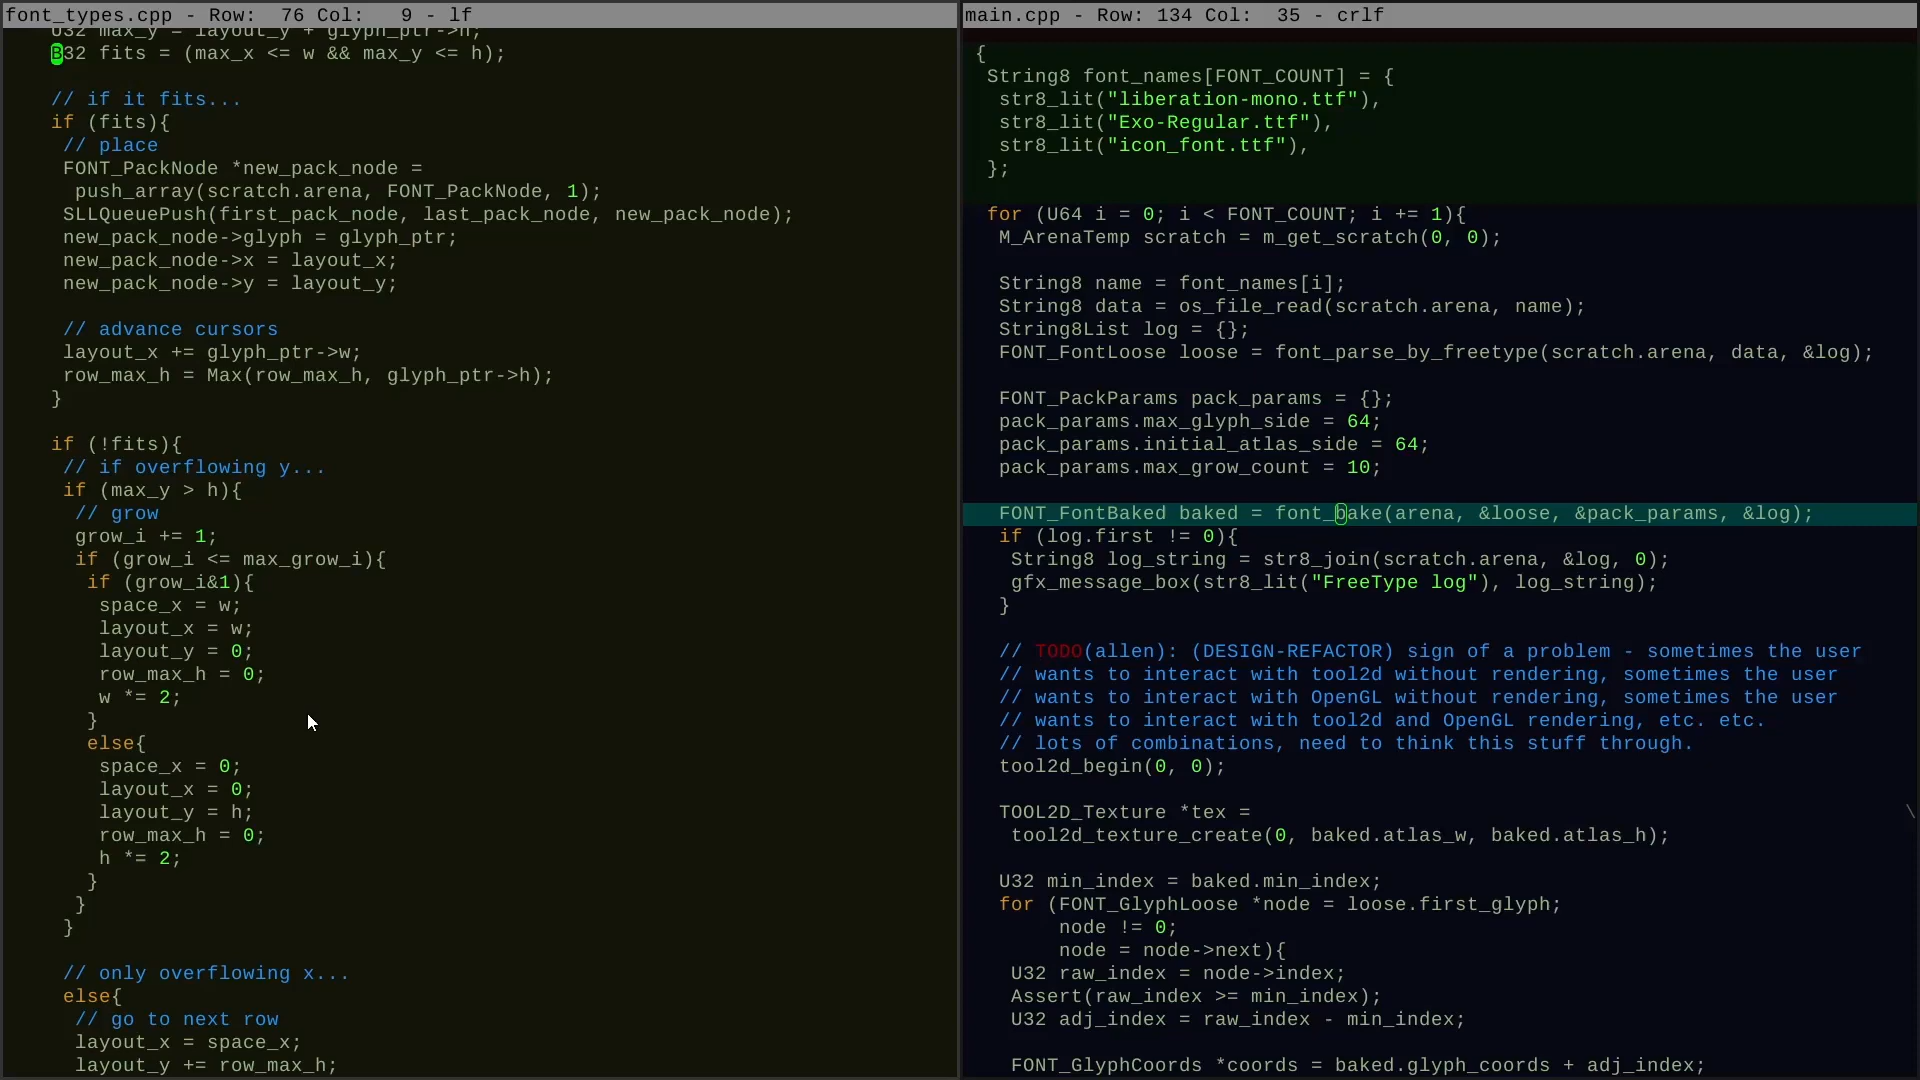 font_types.cpp - Row:  76 Col:   9 - lf
U32 max_y = layout_y + glyph_ptr->h;
B32 fits = (max_x <= w && max_y <= h);
// if it fits...
if (fits){
// place
FONT_PackNode *new_pack_node =
push_array(scratch.arena, FONT_PackNode, 1);
SLLQueuePush(first_pack_node, last_pack_node, new_pack_node);
new_pack_node->glyph = glyph_ptr;
new_pack_node->x = layout_x;
new_pack_node->y = layout_y;
// advance cursors
layout_x += glyph_ptr->w;
row_max_h = Max(row_max_h, glyph_ptr->h);
}
if (!fits){
// if overflowing y...
if (max_y > h){
// grow
grow_i += 1;
if (grow_i <= max_grow_i){
if (grow_i&1){
space_x = w;
layout_x = w;
layout_y = 0;
row_max_h = 0;
w *= 2;
}
else{
space_x = 0;
layout_x = 0;
layout_y = h;
row_max_h = 0;
h *= 2;
}
}
}
// only overflowing x...
else{
// go to next row
layout_x = space_x;
layout_y += row_max_h;
main.cpp - Row: 134 Col:  35 - crlf
{
String8 font_names[FONT_COUNT] = {
str8_lit("liberation-mono.ttf"),
str8_lit("Exo-Regular.ttf"),
str8_lit("icon_font.ttf"),
};
for (U64 i = 0; i < FONT_COUNT; i += 1){
M_ArenaTemp scratch = m_get_scratch(0, 0);
String8 name = font_names[i];
String8 data = os_file_read(scratch.arena, name);
String8List log = {};
FONT_FontLoose loose = font_parse_by_freetype(scratch.arena, data, &log);
FONT_PackParams pack_params = {};
pack_params.max_glyph_side = 64;
pack_params.initial_atlas_side = 64;
pack_params.max_grow_count = 10;
FONT_FontBaked baked = font_bake(arena, &loose, &pack_params, &log);
if (log.first != 0){
String8 log_string = str8_join(scratch.arena, &log, 0);
gfx_message_box(str8_lit("FreeType log"), log_string);
}
// TODO(allen): (DESIGN-REFACTOR) sign of a problem - sometimes the user
// wants to interact with tool2d without rendering, sometimes the user
// wants to interact with OpenGL without rendering, sometimes the user
// wants to interact with tool2d and OpenGL rendering, etc. etc.
// lots of combinations, need to think this stuff through.
tool2d_begin(0, 0);
TOOL2D_Texture *tex = \
tool2d_texture_create(0, baked.atlas_w, baked.atlas_h);
U32 min_index = baked.min_index;
for (FONT_GlyphLoose *node = loose.first_glyph;
node != 0;
node = node->next){
U32 raw_index = node->index;
Assert(raw_index >= min_index);
U32 adj_index = raw_index - min_index;
FONT_GlyphCoords *coords = baked.glyph_coords + adj_index;